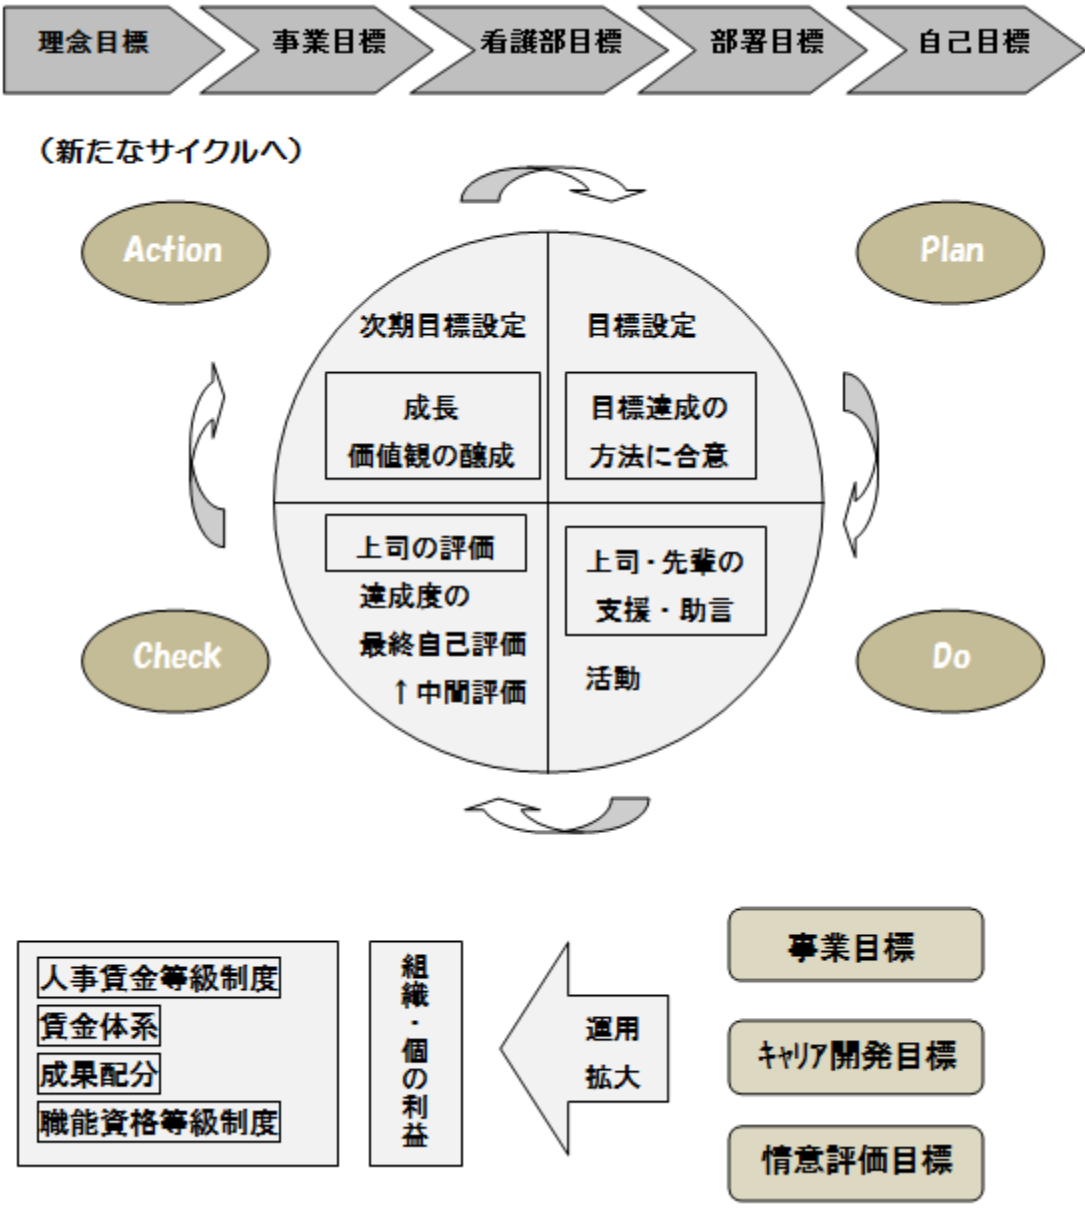 理念目標
事業目標
看護部目標
部署目標
自己目標
（新たなサイクルへ）
Action
Plan
次期目標設定
成長
価値観の醸成
目標設定
目標達成の
方法に合意
上司の評価
達成度の
最終自己評価
↑中間評価
上司・先輩の
支援・助言
活動
Check
Do
人事賃金等級制度
賃金体系
成果配分
職能資格等級制度
組織・個の利益
運用
拡大
事業目標
ｷｬﾘｱ開発目標
情意評価目標